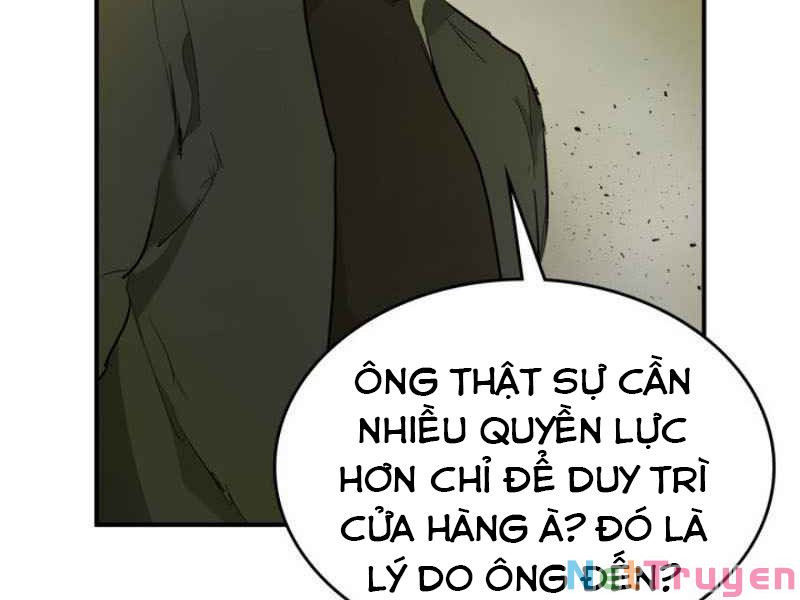 ÔNG THẬT SỰ CẦN
NHIỀU QUYỀN LỰC
HƠN CHỈ ĐỂ DUY TRÌ
CỬA HÀNG À? ĐÓ LÀ
LÝ DO ÔNG ĐẾN?
NetTruyen